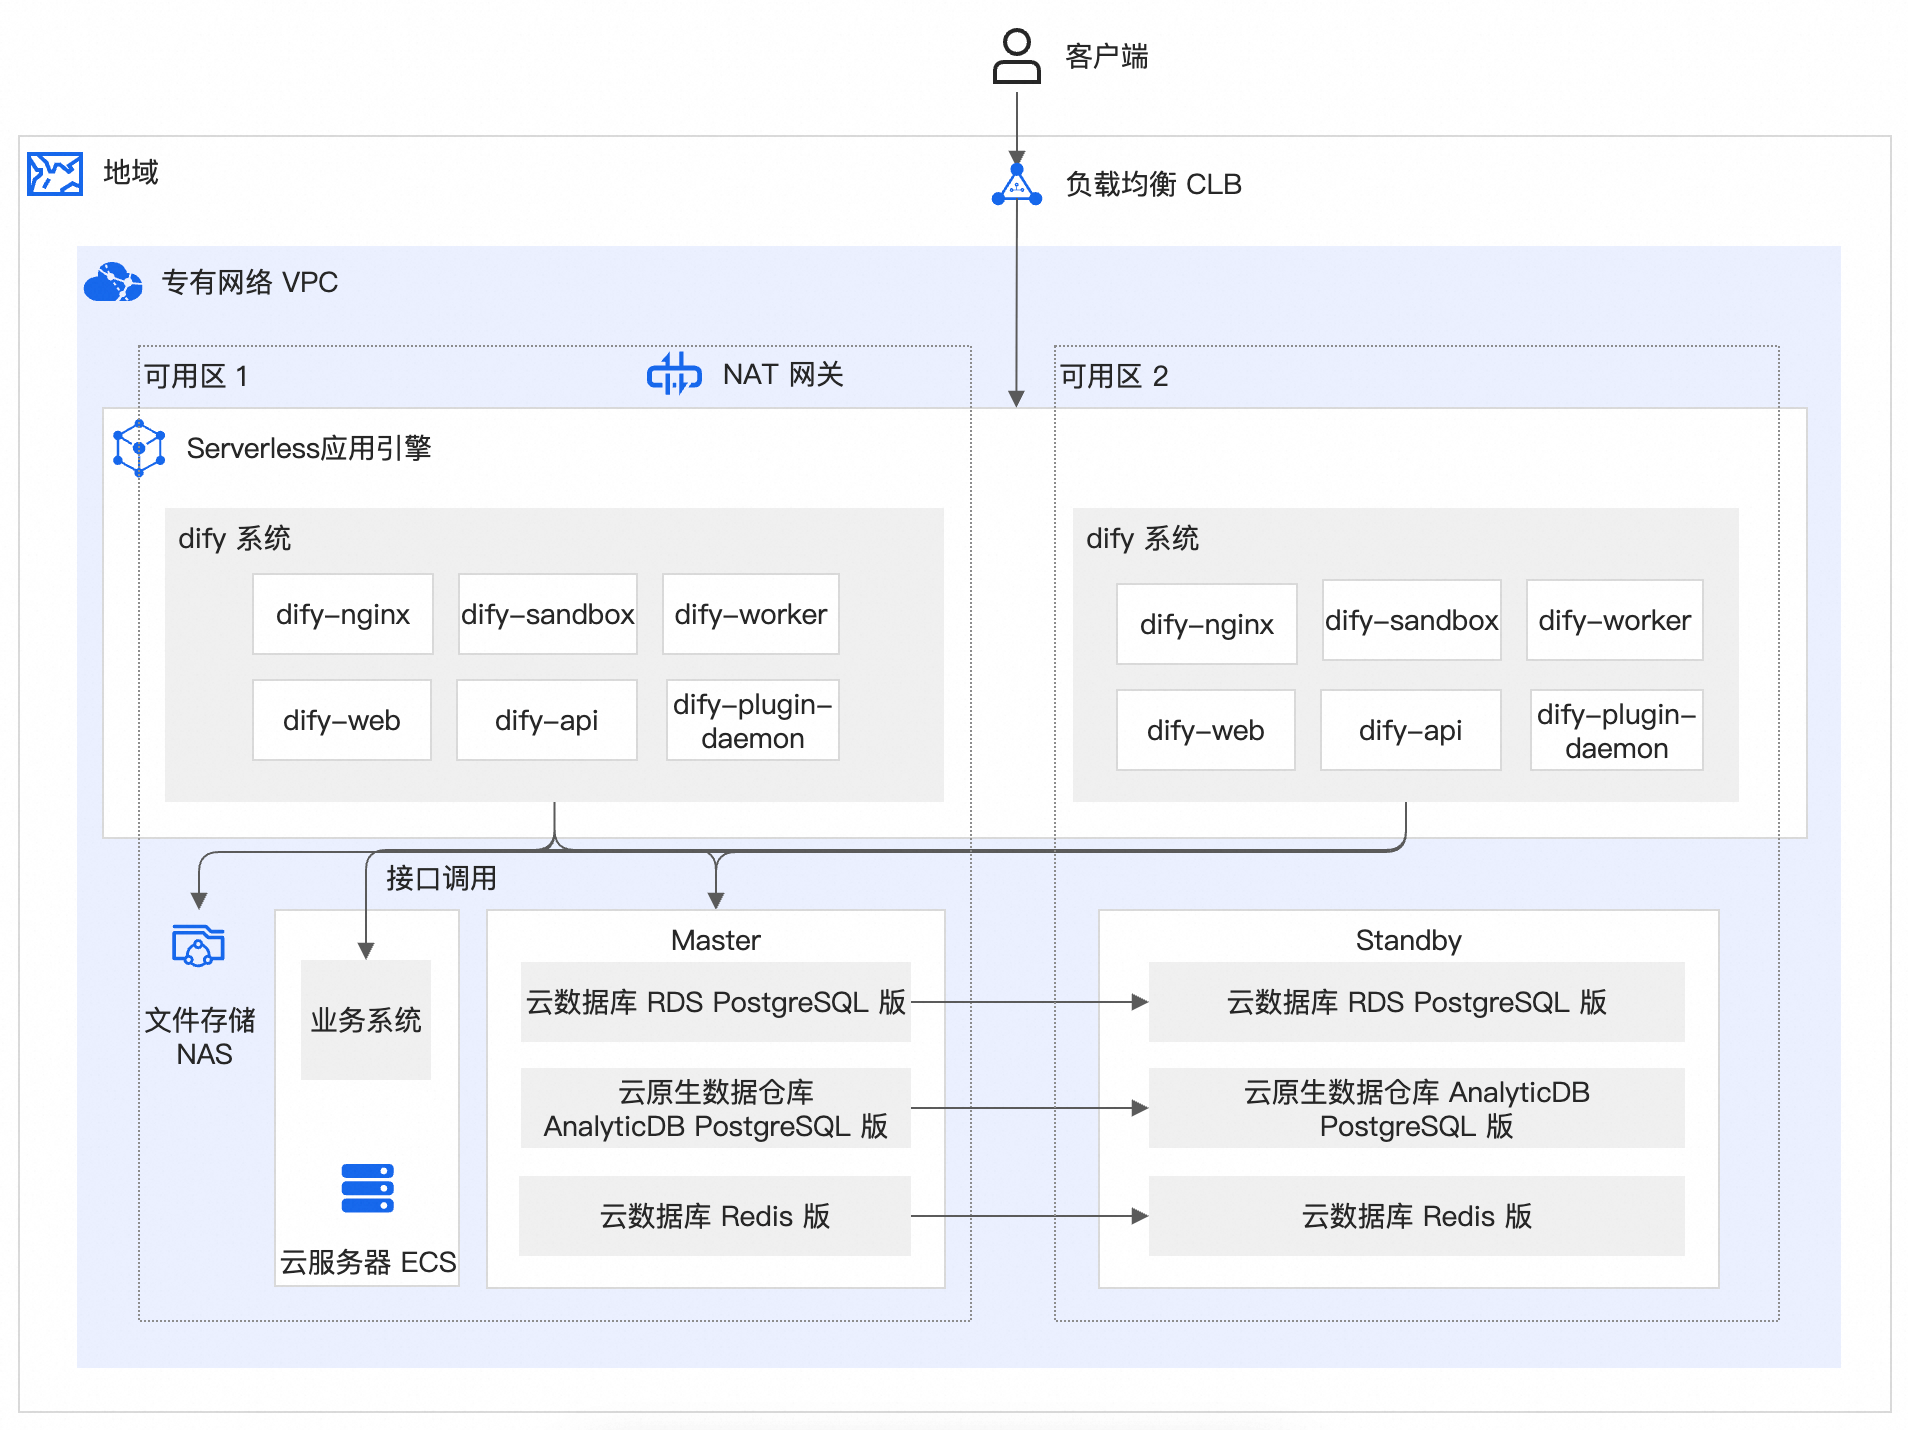 客户端
地域
负载均衡 CLB
专有网络 VPC
可用区 1
NAT 网关
可用区 2
Serverless应用引擎
dify 系统
dify-nginx
dify-sandbox
dify-worker
dify-web
dify-api
dify-plugin-
daemon
dify 系统
dify-nginx
dify-sandbox
dify-worker
dify-web
dify-api
dify-plugin-
daemon
接口调用
文件存储
NAS
业务系统
云服务器 ECS
Master
云数据库 RDS PostgreSQL 版
云原生数据仓库
AnalyticDB PostgreSQL 版
云数据库 Redis 版
Standby
云数据库 RDS PostgreSQL 版
云原生数据仓库 AnalyticDB
PostgreSQL 版
云数据库 Redis 版